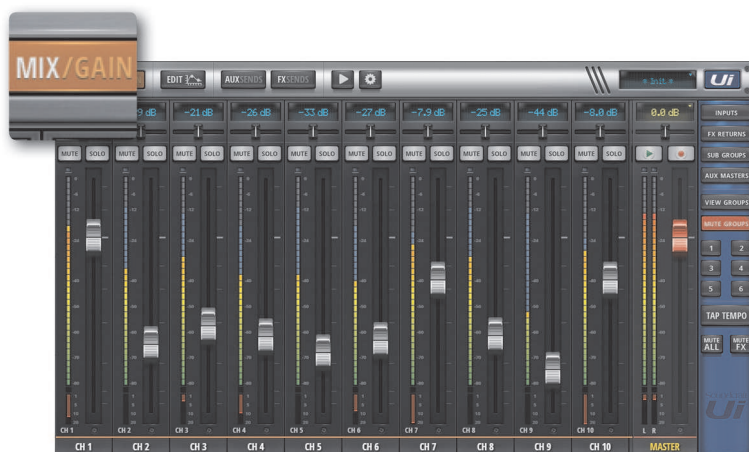 MIX/GAIN
EDIT AUXSENDS FXSENDS * Init * Ui
-21 dB -26 dB -33 dB -27 dB -7.9 dB -25 dB -44 dB -8.0 dB 0.0 dB INPUTS
FX RETURNS
MUTE SOLO MUTE SOLO MUTE SOLO MUTE SOLO MUTE SOLO MUTE SOLO MUTE SOLO MUTE SOLO MUTE SOLO MUTE SOLO SUB GROUPS
AUX MASTERS
VIEW GROUPS
MUTE GROUPS
1 2
3 4
5 6
TAP TEMPO
MUTE ALL MUTE FX
Ui
CH 1 CH 2 CH 3 CH 4 CH 5 CH 6 CH 7 CH 8 CH 9 CH 10 L R
CH 1 CH 2 CH 3 CH 4 CH 5 CH 6 CH 7 CH 8 CH 9 CH 10 MASTER